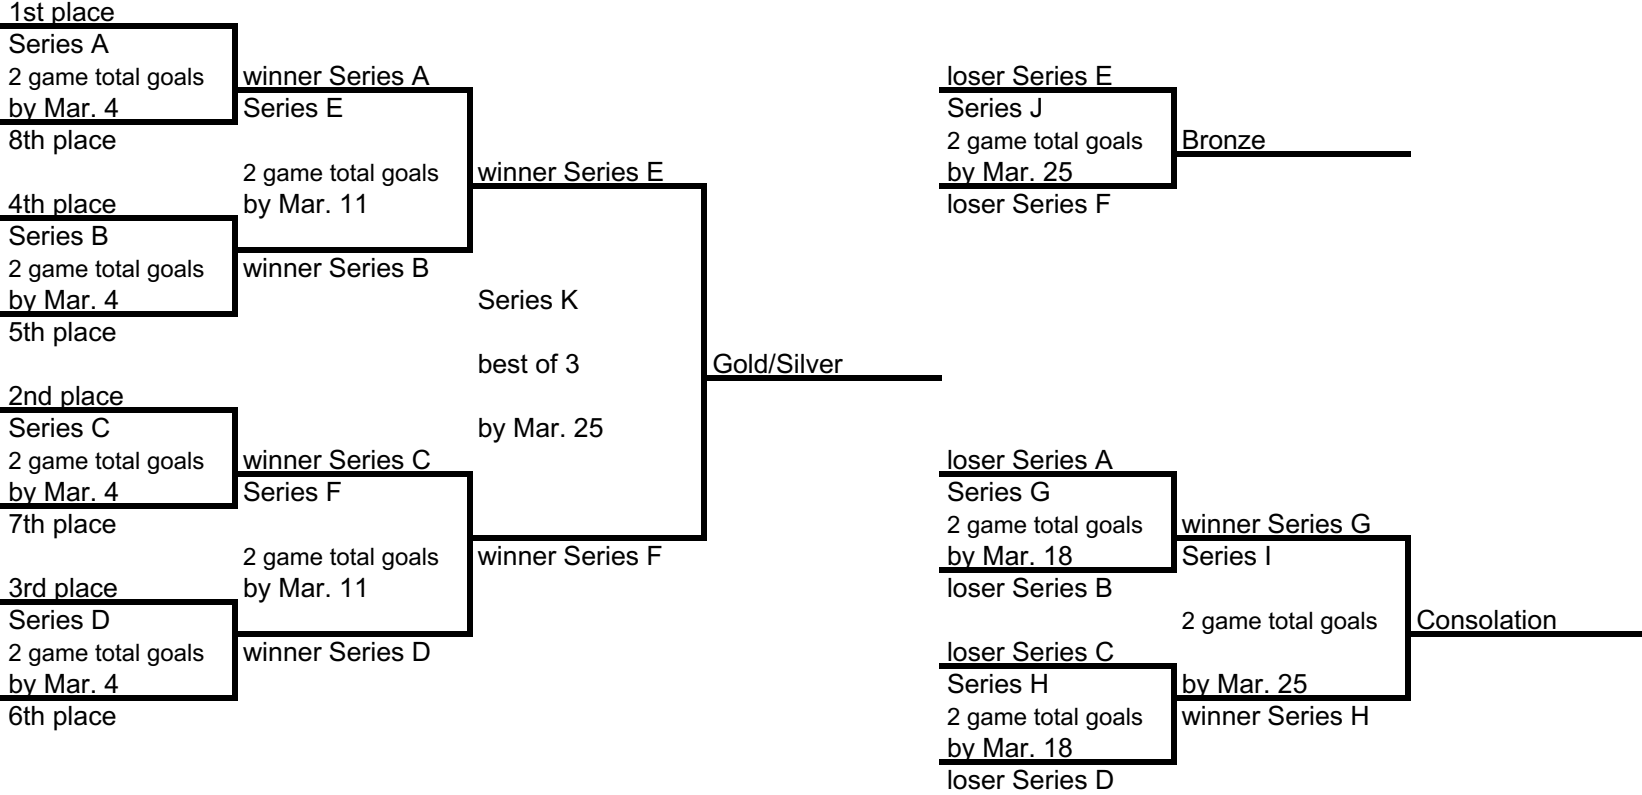 1st place
Series A
2 game total goals
by Mar. 4
8th place
4th place
Series B
2 game total goals
by Mar. 4
5th place
2nd place
Series C
2 game total goals
by Mar. 4
7th place
3rd place
Series D
2 game total goals
by Mar. 4
6th place
winner Series A
Series E
2 game total goals
by Mar. 11
winner Series B
winner Series C
Series F
2 game total goals
by Mar. 11
winner Series D
winner Series E
Series K
best of 3
by Mar. 25
winner Series F
Gold/Silver
loser Series E
Series J
2 game total goals
by Mar. 25
loser Series F
Bronze
loser Series A
Series G
2 game total goals
by Mar. 18
loser Series B
loser Series C
Series H
2 game total goals
by Mar. 18
loser Series D
winner Series G
Series I
2 game total goals
by Mar. 25
winner Series H
Consolation